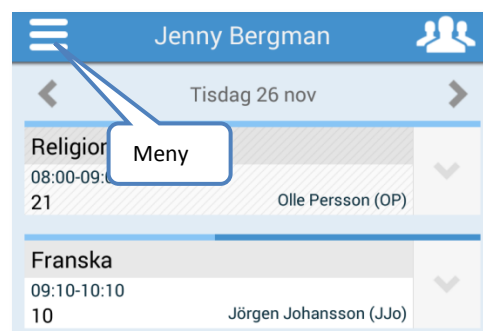 Jenny Bergman
Tisdag 26 nov
Religion
Meny
08:00-09:
21 Olle Persson (OP)
Franska
09:10-10:10
10 Jörgen Johansson (JJo)